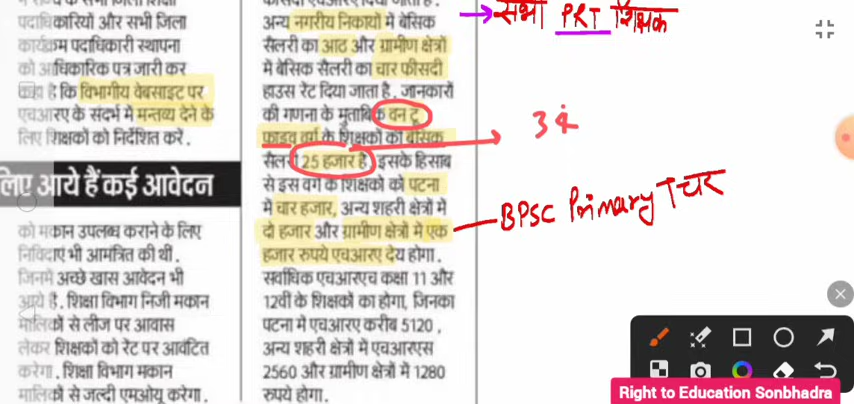 पदाधिकारियों और सभी जिला
कार्यक्रम पदाधिकारी स्थापना
को आधिकारिक पत्र जारी कर
कहा है कि विभागीय वेबसाइट पर
एचआरए के संदर्भ में मन्तव्य देने के
लिए शिक्षकों को निर्देशित करें.
लिए आये हैं कई आवेदन
को मकान उपलब्ध कराने के लिए
निविदाएं भी आमंत्रित की थीं.
जिनमें अच्छे खास आवेदन भी
आये है. शिक्षा विभाग निजी मकान
मालिकों से लीज पर आवास
लेकर शिक्षकों को रेट पर आवंटित
करेगा. शिक्षा विभाग मकान
मालिकों से जल्दी एमओयू करेगा.
अन्य नगरीय निकायों में बेसिक
सैलरी का आठ और ग्रामीण क्षेत्रों
में बेसिक सैलरी का चार फीसदी
हाउस रेट दिया जाता है. जानकारों
की गणना के मुताबिक वन टू
फाइव वर्ग के शिक्षकों की बेसिक
सैलरी 25 हजार है. इसके हिसाब
से इस वर्ग के शिक्षकों को पटना
में चार हजार, अन्य शहरी क्षेत्रों में
दो हजार और ग्रामीण क्षेत्रों में एक
हजार रुपये एचआरए देय होगा.
सर्वाधिक एचआरएच कक्षा 11 और
12वीं के शिक्षकों का होगा, जिनका
पटना में एचआरए करीब 5120,
अन्य शहरी क्षेत्रों में एचआरएस
2560 और ग्रामीण क्षेत्रों में 1280
रुपये होगा.
सभी PRT शिक्षक
BPSC Primary टिचर
Right to Education Sonbhadra